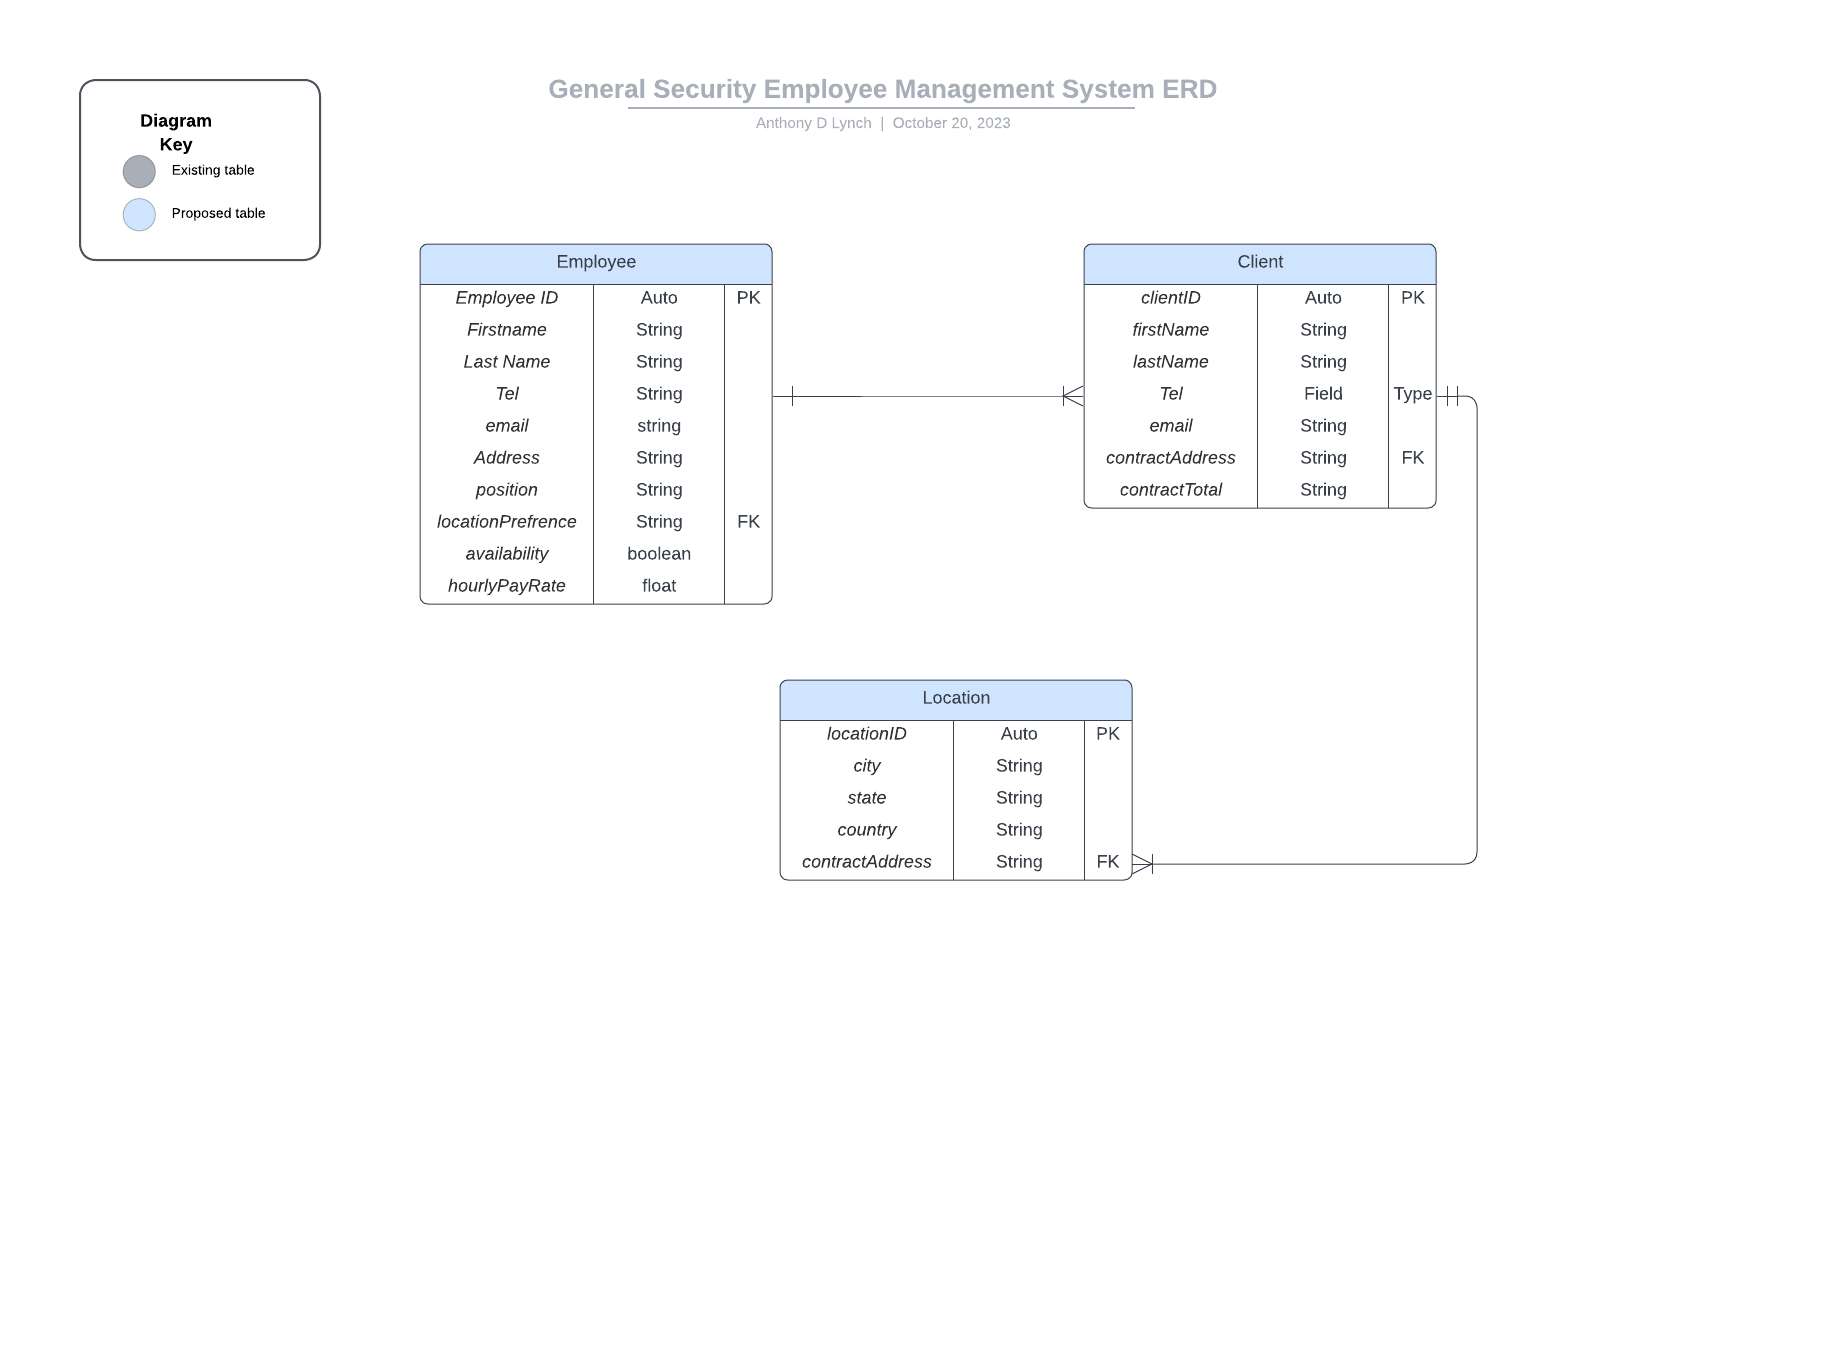 General Security Employee Management System ERD
Anthony D Lynch | October 20, 2023
Diagram
Key
Existing table
Proposed table
Employee
Employee ID Auto PK
Firstname String
Last Name String
Tel String
email string
Address String
position String
locationPrefrence String FK
availability boolean
hourlyPayRate float
Client
clientID Auto PK
firstName String
lastName String
Tel Field Type
email String
contractAddress String FK
contractTotal String
Location
locationID Auto PK
city String
state String
country String
contractAddress String FK